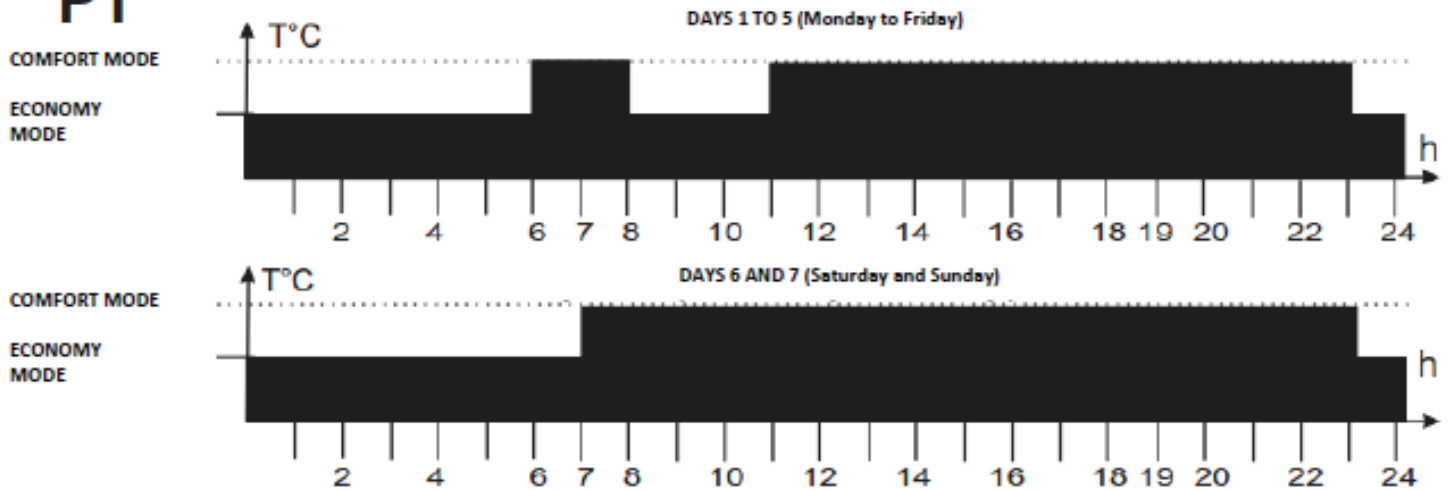 P1
DAYS 1 TO 5 (Monday to Friday)
T°C
COMFORT MODE
ECONOMY
MODE
h
2 4 6 7 8 10 12 14 16 18 19 20 22 24
DAYS 6 AND 7 (Saturday and Sunday)
T°C
COMFORT MODE
ECONOMY
MODE
h
2 4 6 7 8 10 12 14 16 18 19 20 22 24